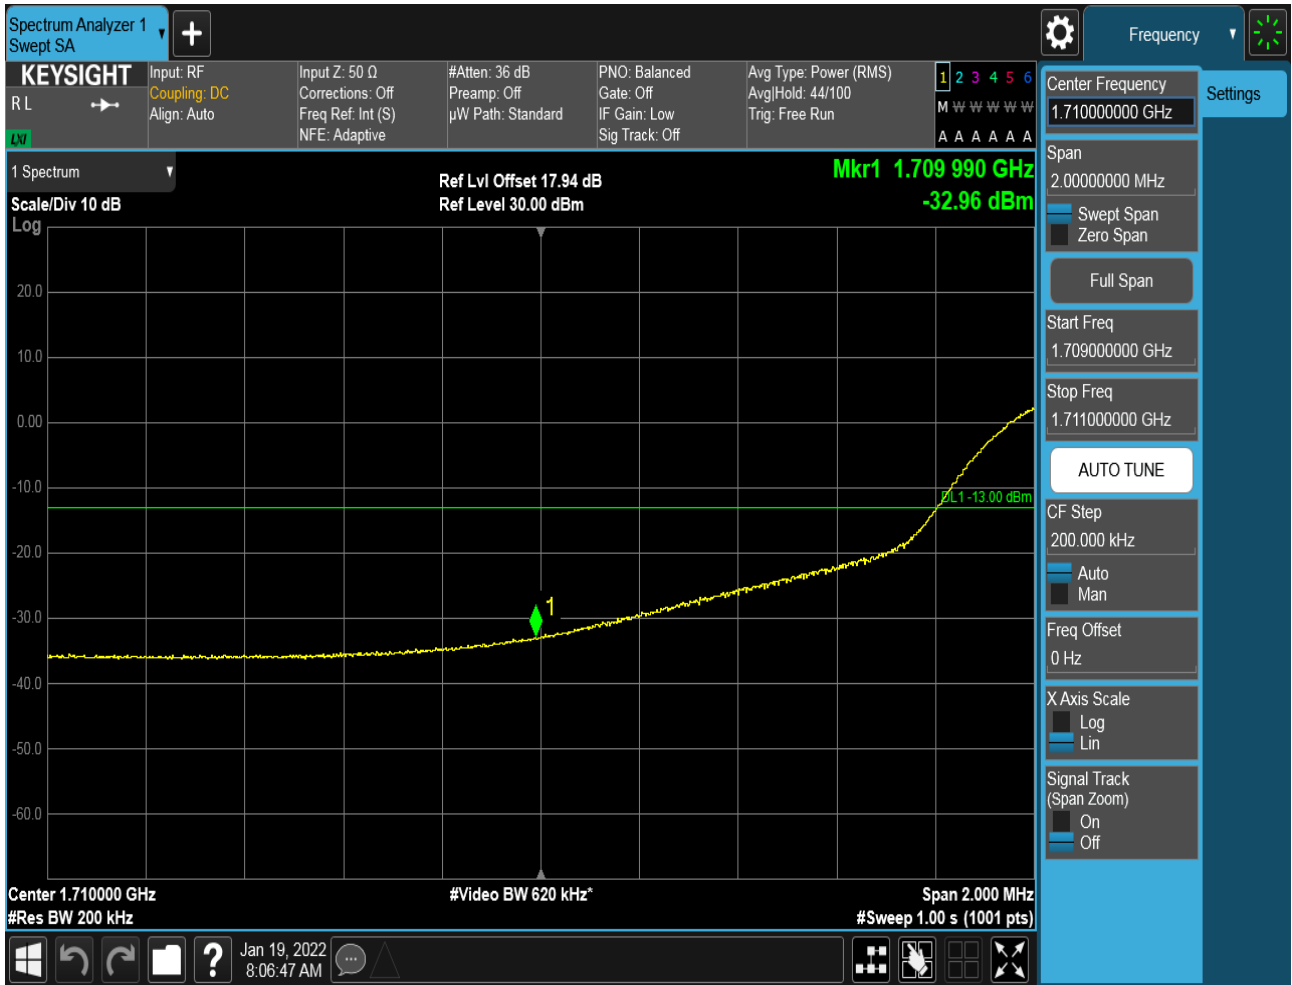 Spectrum Analyzer 1
Swept SA
Frequency
KEYSIGHT
R L
LXI
Input: RF
Coupling: DC
Align: Auto
Input Z: 50 Ω
Corrections: Off
Freq Ref: Int (S)
NFE: Adaptive
#Atten: 36 dB
Preamp: Off
µW Path: Standard
PNO: Balanced
Gate: Off
IF Gain: Low
Sig Track: Off
Avg Type: Power (RMS)
Avg|Hold: 44/100
Trig: Free Run
1 2 3 4 5 6
M W W W W W
A A A A A A
1 Spectrum
Scale/Div 10 dB
Log
Ref Lvl Offset 17.94 dB
Ref Level 30.00 dBm
Mkr1 1.709 990 GHz
-32.96 dBm
20.0
10.0
0.00
-10.0
-20.0
-30.0
-40.0
-50.0
-60.0
DL1 -13.00 dBm
1
Center 1.710000 GHz
#Res BW 200 kHz
#Video BW 620 kHz*
Span 2.000 MHz
#Sweep 1.00 s (1001 pts)
Jan 19, 2022
8:06:47 AM
Center Frequency
1.710000000 GHz
Settings
Span
2.00000000 MHz
Swept Span
Zero Span
Full Span
Start Freq
1.709000000 GHz
Stop Freq
1.711000000 GHz
AUTO TUNE
CF Step
200.000 kHz
Auto
Man
Freq Offset
0 Hz
X Axis Scale
Log
Lin
Signal Track
(Span Zoom)
On
Off